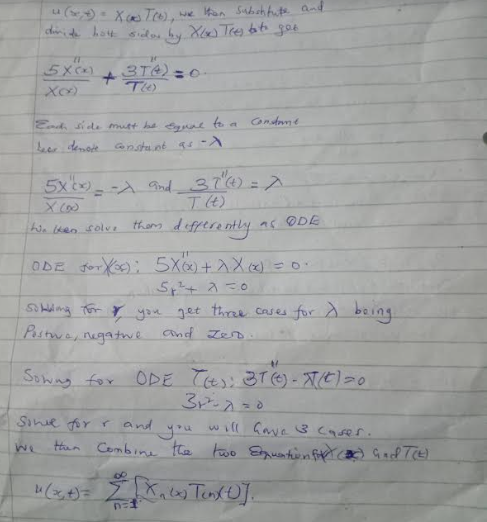 u(x,t) = X(x)T(t), we then substitute and
divide both sides by X(x)T(t) to get
5X''(x)/X(x) + 3T''(t)/T(t) = 0.
Each side must be equal to a constant
lets denote constant as -λ
5X''(x)/X(x) = -λ and 3T''(t)/T(t) = λ
We then solve them differently as ODE
ODE for X(x): 5X''(x) + λX(x) = 0.
5r² + λ = 0
Solving for r, you get three cases for λ being
Positive, negative and zero.
Solving for ODE T(t): 3T''(t) - λT(t) = 0
3r² - λ = 0
Solve for r and you will have 3 cases.
We then combine the two Equations X(x) and T(t)
u(x,t) = ∞Σn=1 [Xn(x)Tn(t)].